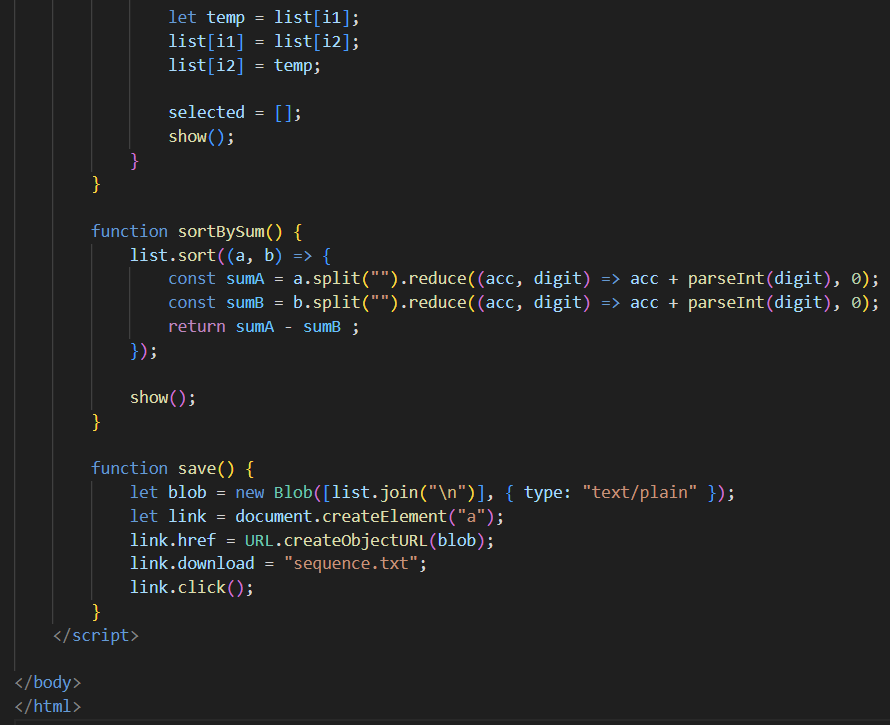 let temp = list[i1];
list[i1] = list[i2];
list[i2] = temp;
selected = [];
show();
}
}
function sortBySum() {
list.sort((a, b) => {
const sumA = a.split("").reduce((acc, digit) => acc + parseInt(digit), 0);
const sumB = b.split("").reduce((acc, digit) => acc + parseInt(digit), 0);
return sumA - sumB ;
});
show();
}
function save() {
let blob = new Blob([list.join("\n")], { type: "text/plain" });
let link = document.createElement("a");
link.href = URL.createObjectURL(blob);
link.download = "sequence.txt";
link.click();
}
</script>
</body>
</html>